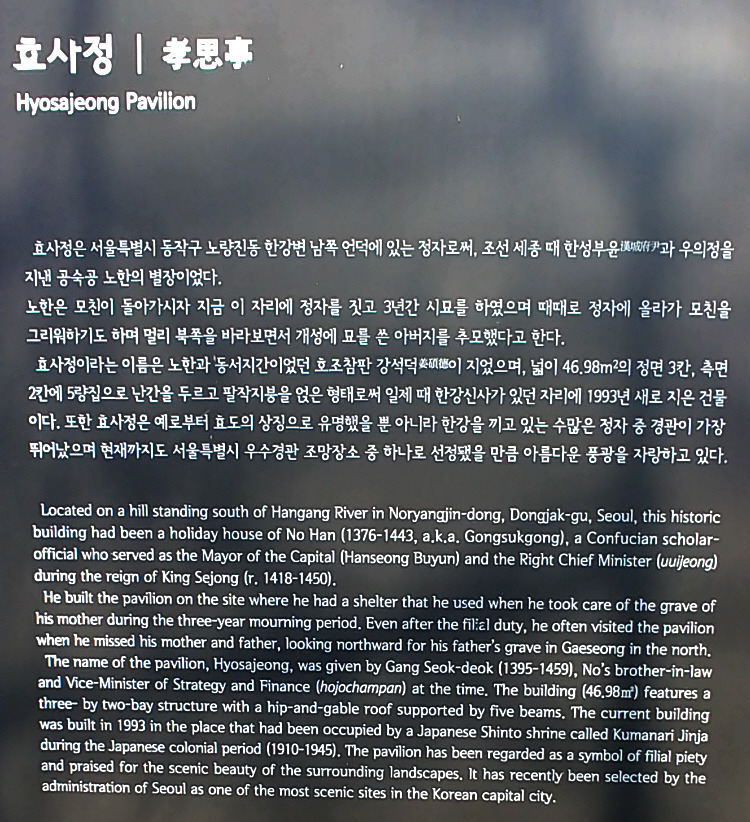 효사정 | 孝思亭
Hyosajeong Pavilion
효사정은 서울특별시 동작구 노량진동 한강변 남쪽 언덕에 있는 정자로써, 조선 세종 때 한성부윤漢城府尹과 우의정을
지낸 공숙공 노한의 별장이었다.
노한은 모친이 돌아가시자 지금 이 자리에 정자를 짓고 3년간 시묘를 하였으며 때때로 정자에 올라가 모친을
그리워하기도 하며 멀리 북쪽을 바라보면서 개성에 묘를 쓴 아버지를 추모했다고 한다.
효사정이라는 이름은 노한과 동서지간이었던 호조참판 강석덕姜碩德이 지었으며, 넓이 46.98m²의 정면 3칸, 측면
2칸에 5량집으로 난간을 두르고 팔작지붕을 얹은 형태로써 일제 때 한강신사가 있던 자리에 1993년 새로 지은 건물
이다. 또한 효사정은 예로부터 효도의 상징으로 유명했을 뿐 아니라 한강을 끼고 있는 수많은 정자 중 경관이 가장
뛰어났으며 현재까지도 서울특별시 우수경관 조망장소 중 하나로 선정됐을 만큼 아름다운 풍광을 자랑하고 있다.
Located on a hill standing south of Hangang River in Noryangjin-dong, Dongjak-gu, Seoul, this historic
building had been a holiday house of No Han (1376-1443, a.k.a. Gongsukgong), a Confucian scholar-
official who served as the Mayor of the Capital (Hanseong Buyun) and the Right Chief Minister (uuijeong)
during the reign of King Sejong (r. 1418-1450).
He built the pavilion on the site where he had a shelter that he used when he took care of the grave of
his mother during the three-year mourning period. Even after the filial duty, he often visited the pavilion
when he missed his mother and father, looking northward for his father's grave in Gaeseong in the north.
The name of the pavilion, Hyosajeong, was given by Gang Seok-deok (1395-1459), No's brother-in-law
and Vice-Minister of Strategy and Finance (hojochampan) at the time. The building (46.98㎡) features a
three- by two-bay structure with a hip-and-gable roof supported by five beams. The current building
was built in 1993 in the place that had been occupied by a Japanese Shinto shrine called Kumanari Jinja
during the Japanese colonial period (1910-1945). The pavilion has been regarded as a symbol of filial piety
and praised for the scenic beauty of the surrounding landscapes. It has recently been selected by the
administration of Seoul as one of the most scenic sites in the Korean capital city.